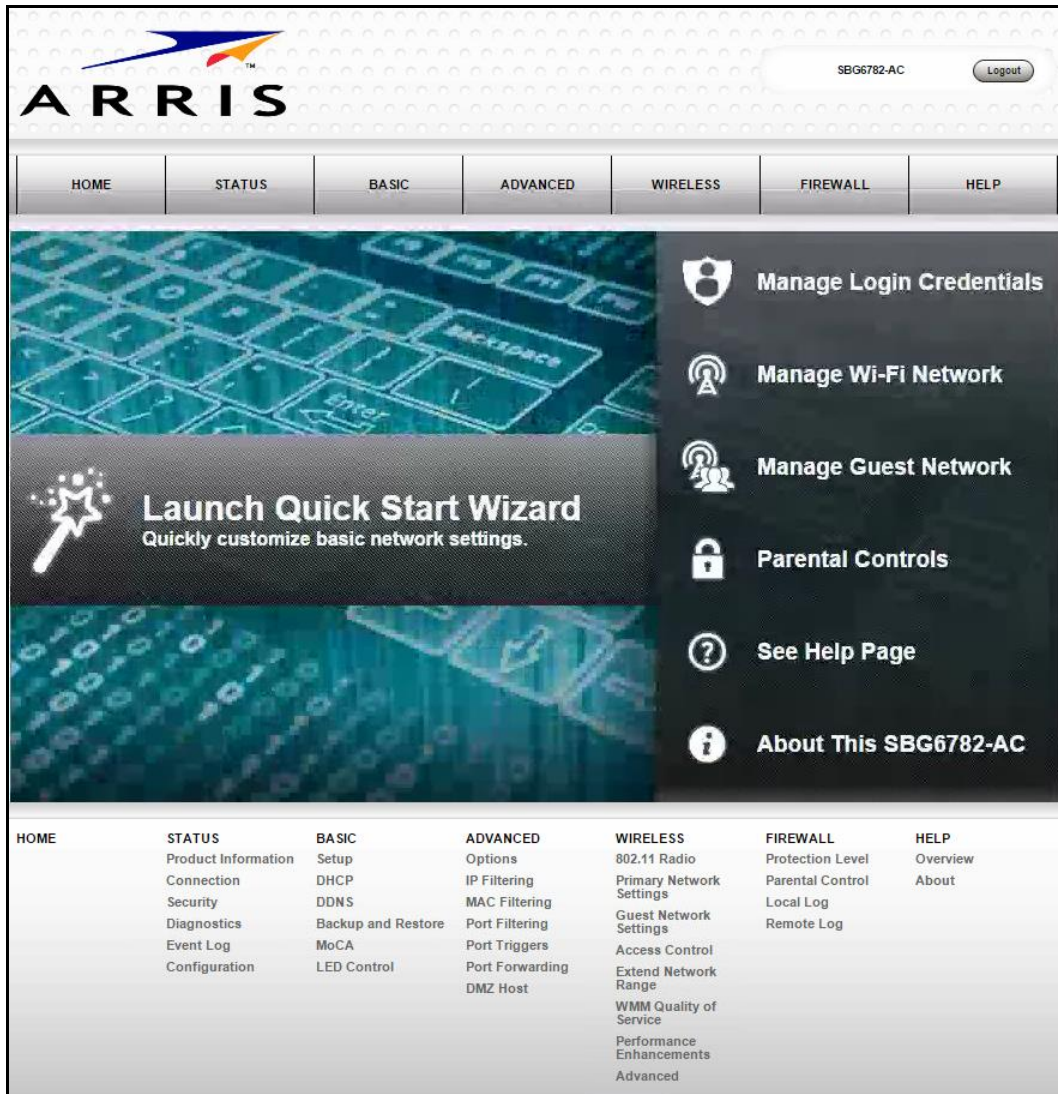 ARRIS
TM
SBG6782-AC
Logout
HOME
STATUS
BASIC
ADVANCED
WIRELESS
FIREWALL
HELP
Backspace
Enter
Launch Quick Start Wizard
Quickly customize basic network settings.
Manage Login Credentials
Manage Wi-Fi Network
Manage Guest Network
Parental Controls
See Help Page
About This SBG6782-AC
HOME
STATUS
Product Information
Connection
Security
Diagnostics
Event Log
Configuration
BASIC
Setup
DHCP
DDNS
Backup and Restore
MoCA
LED Control
ADVANCED
Options
IP Filtering
MAC Filtering
Port Filtering
Port Triggers
Port Forwarding
DMZ Host
WIRELESS
802.11 Radio
Primary Network
Settings
Guest Network
Settings
Access Control
Extend Network
Range
WMM Quality of
Service
Performance
Enhancements
Advanced
FIREWALL
Protection Level
Parental Control
Local Log
Remote Log
HELP
Overview
About